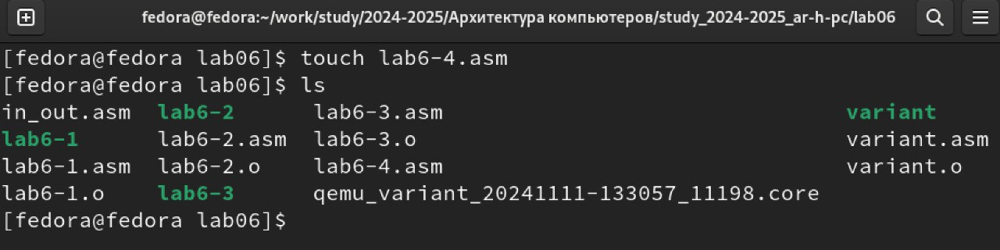 fedora@fedora:~/work/study/2024-2025/Архитектура компьютеров/study_2024-2025_ar-h-pc/lab06
[fedora@fedora lab06]$ touch lab6-4.asm
[fedora@fedora lab06]$ ls
in_out.asm  lab6-2      lab6-3.asm                               variant
lab6-1      lab6-2.asm  lab6-3.o                                 variant.asm
lab6-1.asm  lab6-2.o    lab6-4.asm                               variant.o
lab6-1.o    lab6-3      qemu_variant_20241111-133057_11198.core
[fedora@fedora lab06]$